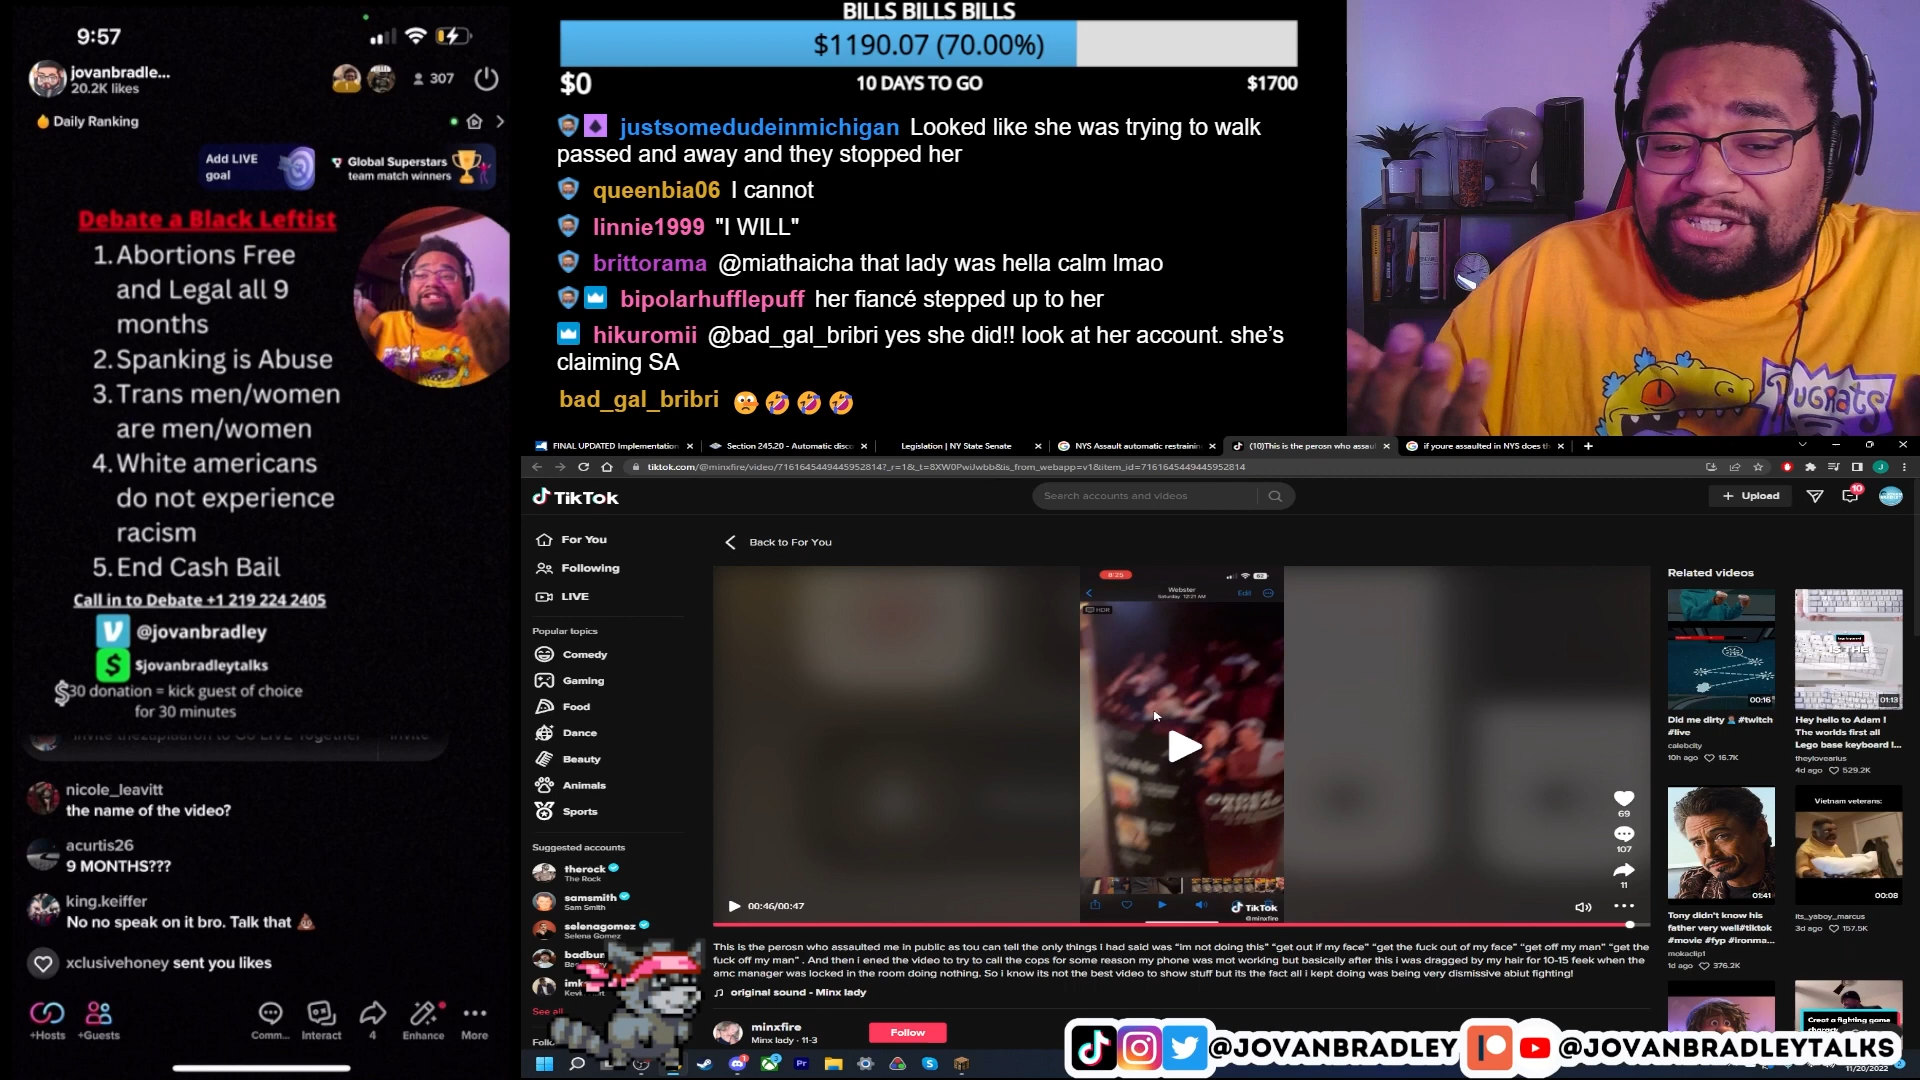 9:57
jovanbradle...
20.2K likes
307
Daily Ranking
Add LIVE
goal
Global Superstars
team match winners
Debate a Black Leftist
1. Abortions Free
and Legal all 9
months
2. Spanking is Abuse
3. Trans men/women
are men/women
4. White americans
do not experience
racism
5. End Cash Bail
Call in to Debate +1 219 224 2405
@jovanbradley
$jovanbradleytalks
$30 donation = kick guest of choice
for 30 minutes
nicole_leavitt
the name of the video?
acurtis26
9 MONTHS???
king.keiffer
No no speak on it bro. Talk that 💩
xclusivehoney sent you likes
+Hosts
+Guests
Comm...
Interact
4
Enhance
More
BILLS BILLS BILLS
$1190.07 (70.00%)
$0
10 DAYS TO GO
$1700
justsomedudeinmichigan Looked like she was trying to walk
passed and away and they stopped her
queenbia06 I cannot
linnie1999 "I WILL"
brittorama @miathaicha that lady was hella calm lmao
bipolarhufflepuff her fiancé stepped up to her
hikuromii @bad_gal_bribri yes she did!! look at her account. she's
claiming SA
bad_gal_bribri
RUGRATS
FINAL UPDATED Implementation
Section 245.20 - Automatic disco
Legislation | NY State Senate
NYS Assault automatic restrainin
(10)This is the perosn who assaul
if youre assaulted in NYS does th
tiktok.com/@minxfire/video/7161645449445952814?_r=1&_t=8XW0PwiJwbb&is_from_webapp=v1&item_id=7161645449445952814
TikTok
Search accounts and videos
Upload
10
For You
Following
LIVE
Popular topics
Comedy
Gaming
Food
Dance
Beauty
Animals
Sports
Suggested accounts
therock
The Rock
samsmith
Sam Smith
selenagomez
Selena Gomez
badbun
imk
See all
Back to For You
8:25
Webster
Saturday 12:21 AM
Edit
HDR
TikTok
@minxfire
69
107
11
00:46/00:47
This is the perosn who assaulted me in public as tou can tell the only things i had said was "im not doing this" "get out if my face" "get the fuck out of my face" "get off my man" "get the
fuck off my man" . And then i ened the video to try to call the cops for some reason my phone was mot working but basically after this i was dragged by my hair for 10-15 feek when the
amc manager was locked in the room doing nothing. So i know its not the best video to show stuff but its the fact all i kept doing was being very dismissive abiut fighting!
original sound - Minx lady
minxfire
Minx lady · 11-3
Follow
Related videos
00:16
Did me dirty #twitch
#live
calebcity
10h ago 16.7K
01:13
Hey hello to Adam !
The worlds first all
Lego base keyboard !...
theylovearius
4d ago 529.2K
01:41
Tony didn't know his
father very well#tiktok
#movie #fyp #ironma...
mokaclip1
1d ago 376.2K
Vietnam veterans:
00:08
its_yaboy_marcus
3d ago 157.5K
Creat a fighting game
@JOVANBRADLEY
@JOVANBRADLEYTALKS
11/20/2022